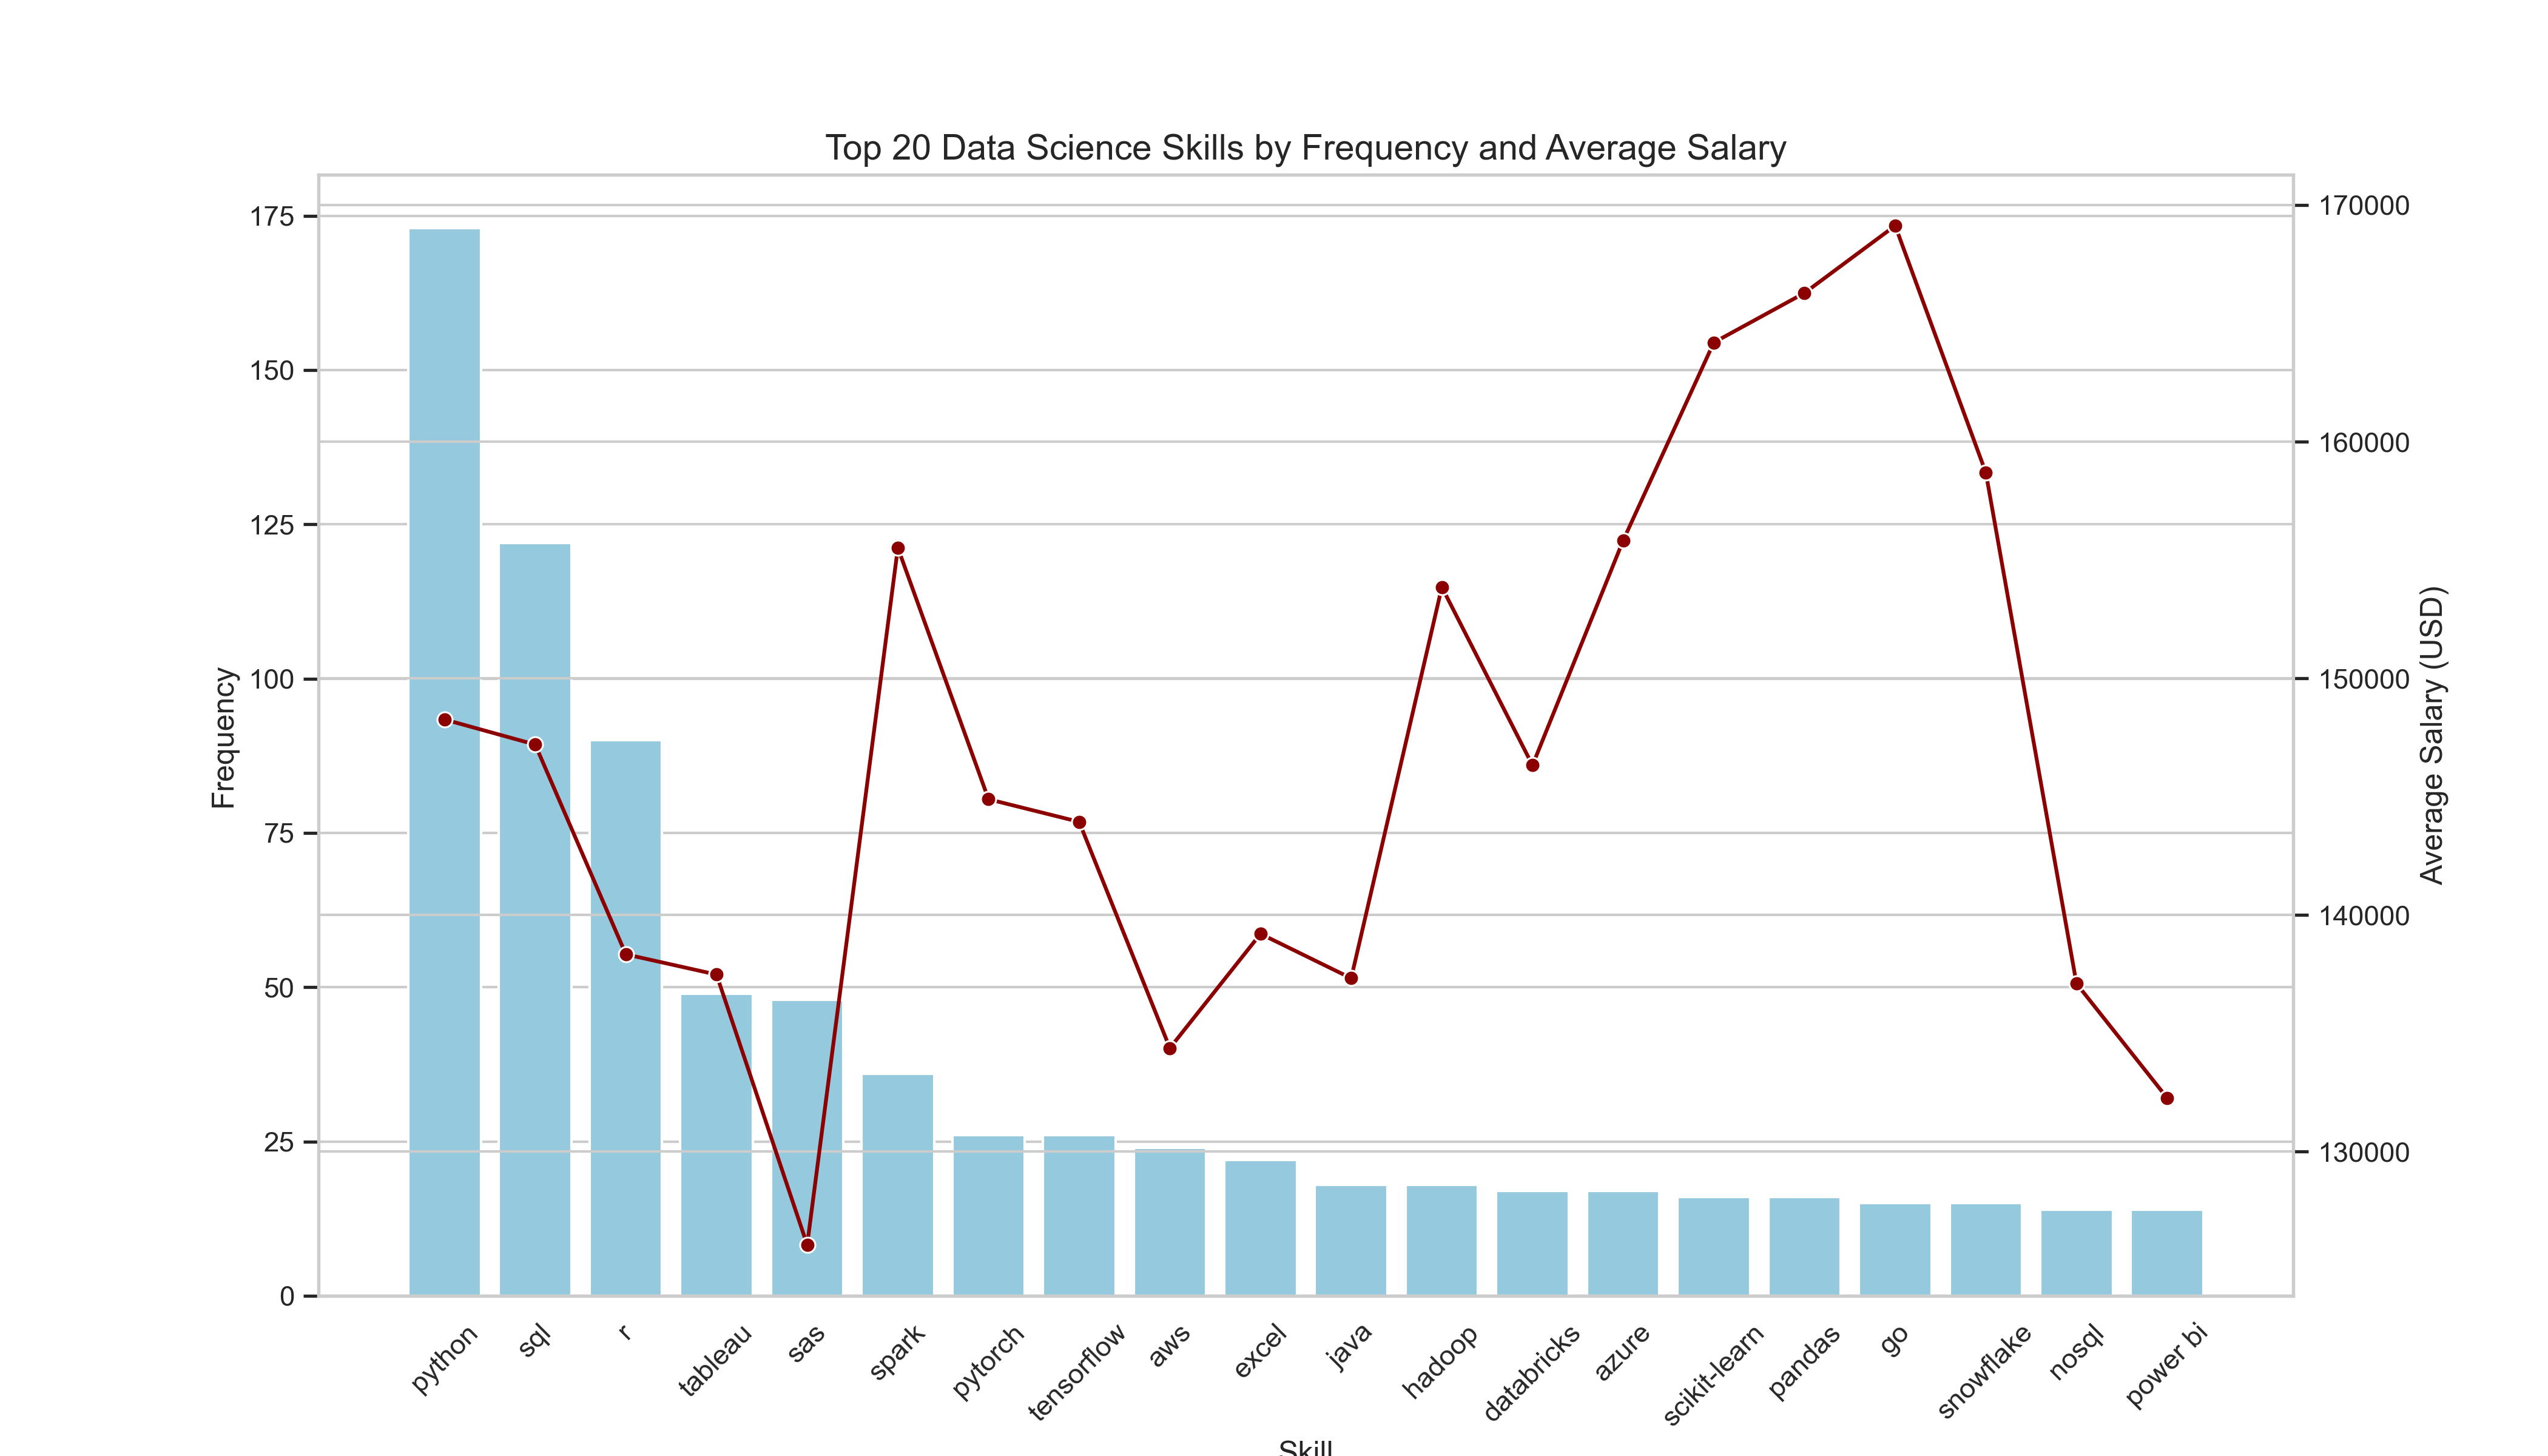 Top 20 Data Science Skills by Frequency and Average Salary
175
150
125
100
75
50
25
0
Frequency
170000
160000
150000
140000
130000
Average Salary (USD)
python
sql
r
tableau
sas
spark
pytorch
tensorflow
aws
excel
java
hadoop
databricks
azure
scikit-learn
pandas
go
snowflake
nosql
power bi
Skill